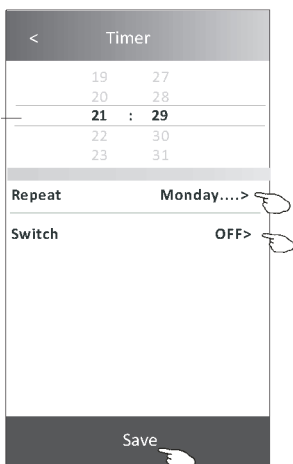 < Timer
19 27
20 28
21 : 29
22 30
23 31
Repeat Monday....>
Switch OFF>
Save